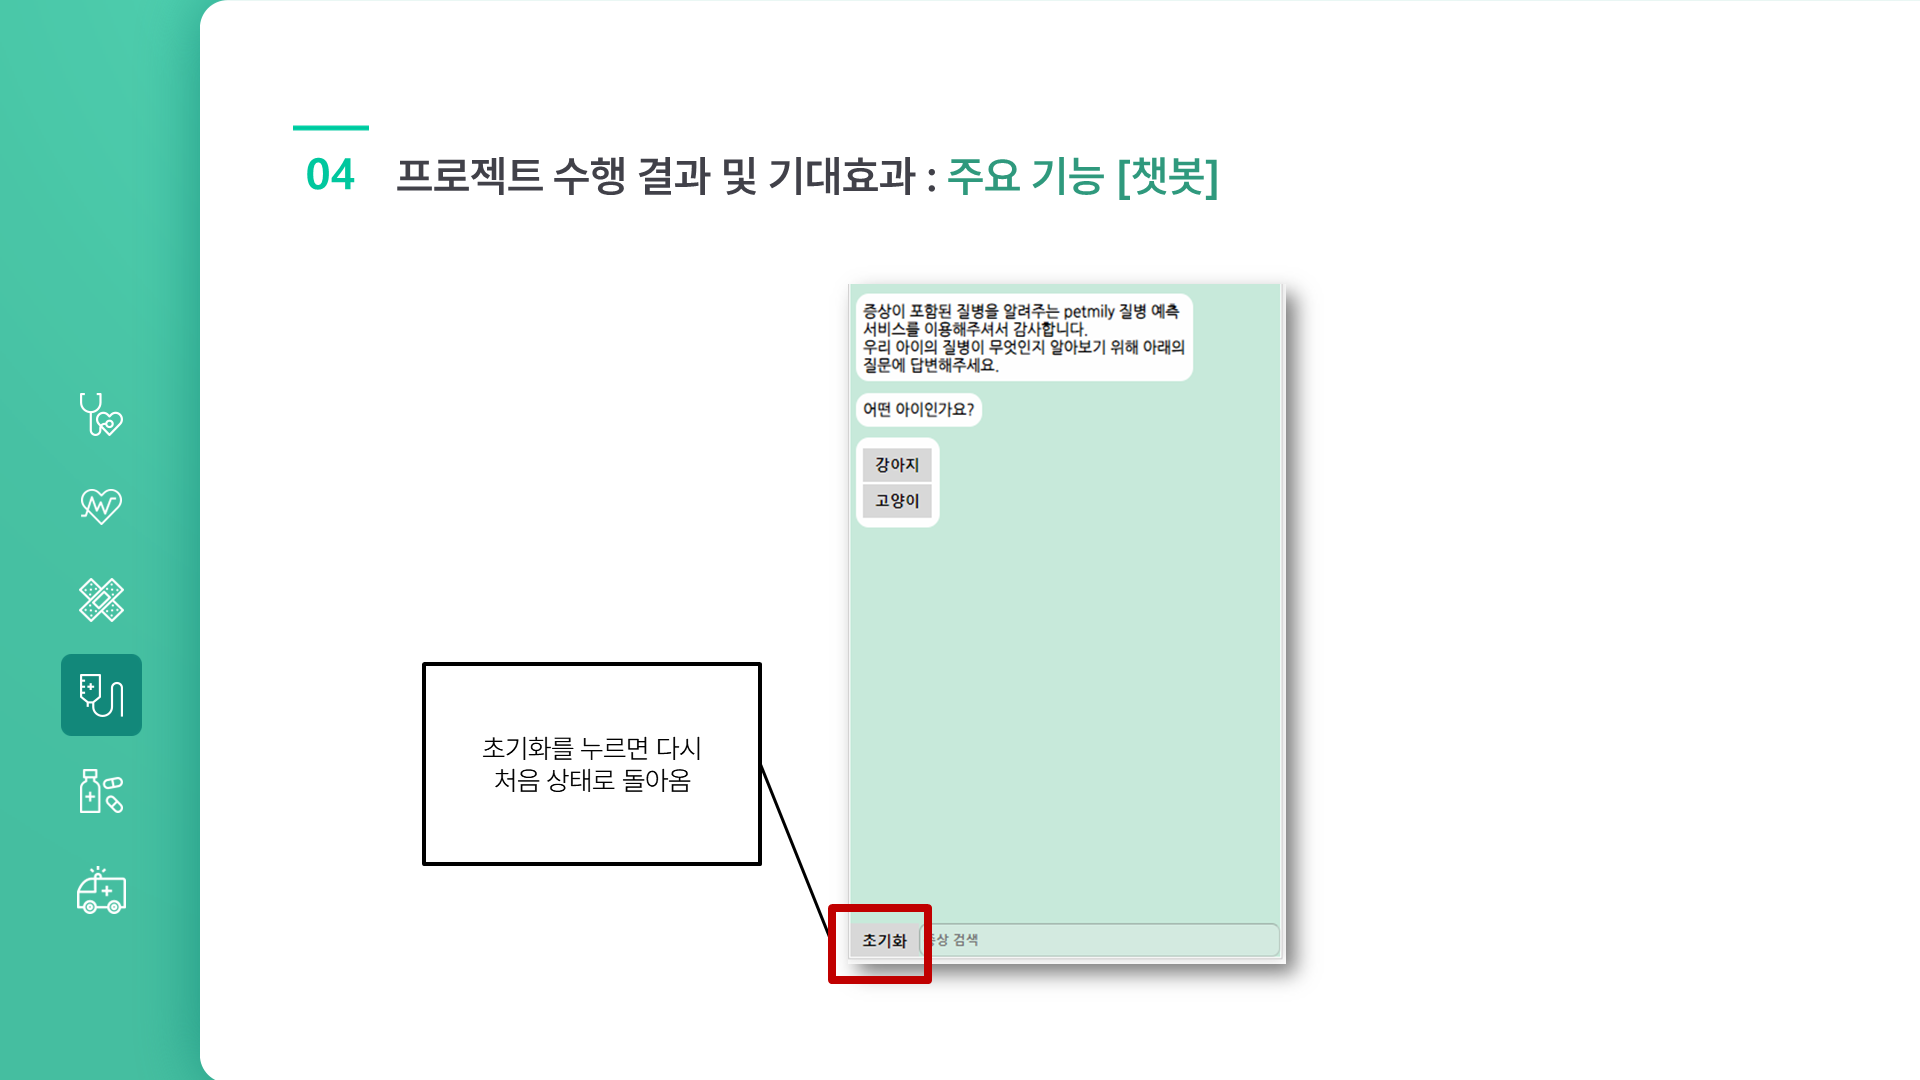 04 프로젝트 수행 결과 및 기대효과 : 주요 기능 [챗봇]
증상이 포함된 질병을 알려주는 petmily 질병 예측
서비스를 이용해주셔서 감사합니다.
우리 아이의 질병이 무엇인지 알아보기 위해 아래의
질문에 답변해주세요.
어떤 아이인가요?
강아지
고양이
초기화를 누르면 다시
처음 상태로 돌아옴
초기화
증상 검색